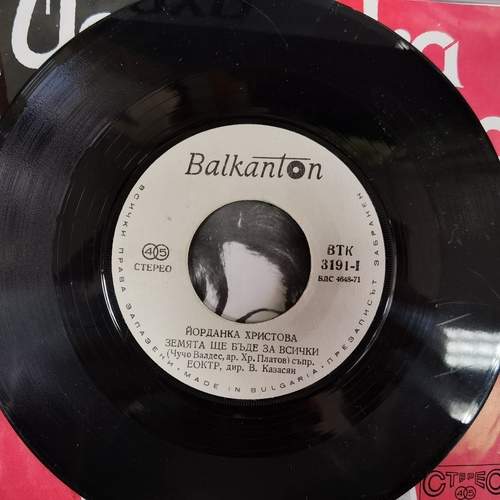 Balkanton
45
СТЕРЕО
ВТК
3191-I
БДС 4648-71
ЙОРДАНКА ХРИСТОВА
ЗЕМЯТА ЩЕ БЪДЕ ЗА ВСИЧКИ
(Чучо Валдес, ар. Хр. Платов) съпр.
ЕОКТР, дир. В. Казасян
ВСИЧКИ ПРАВА ЗАПАЗЕНИ • MADE IN BULGARIA • ПРЕЗАПИСЪТ ЗАБРАНЕН
СТЕРЕО
45